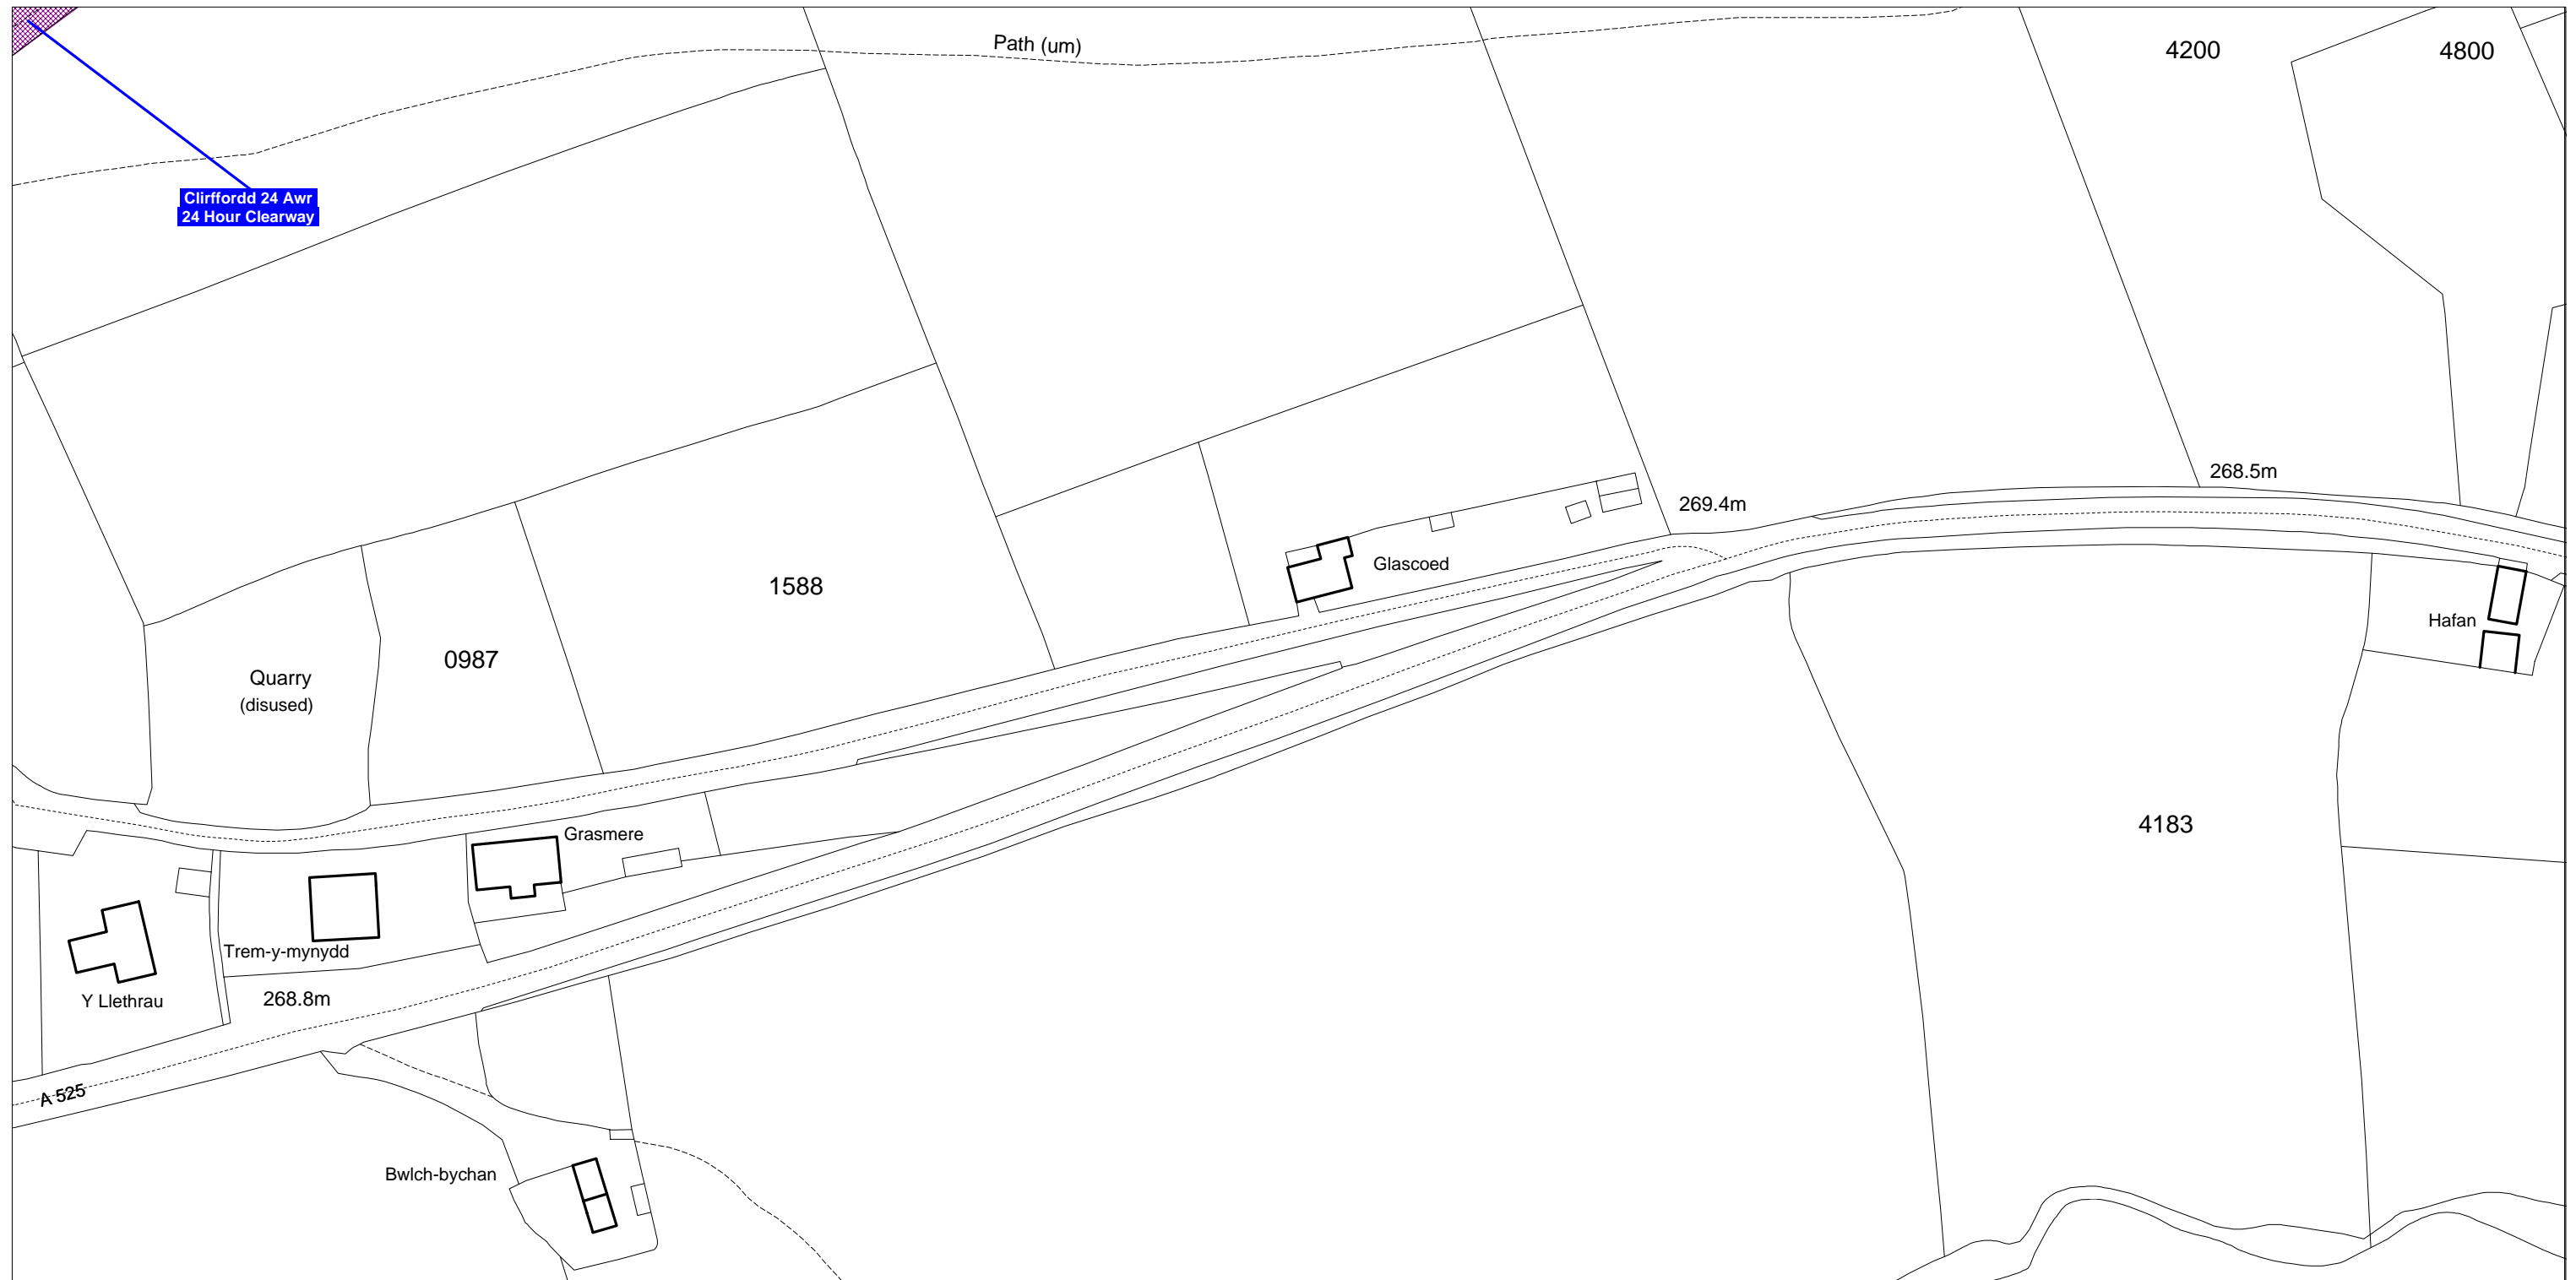 Path (um)
4200
4800
Clirffordd 24 Awr
24 Hour Clearway
268.5m
269.4m
Glascoed
1588
Hafan
0987
Quarry
(disused)
4183
Grasmere
Trem-y-mynydd
Y Llethrau
268.8m
A 525
Bwlch-bychan